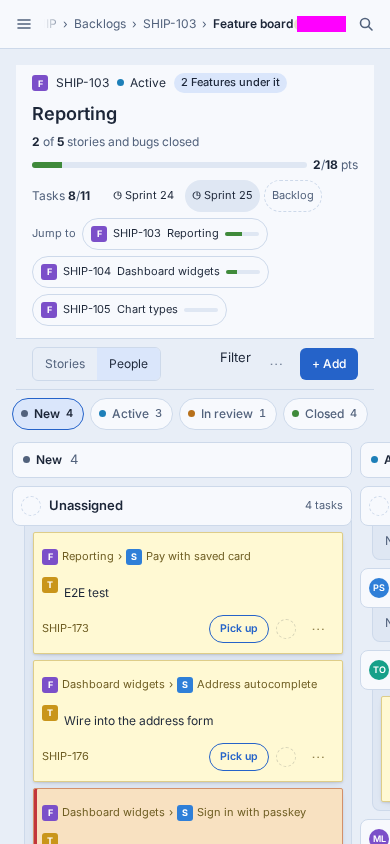 IP › Backlogs › SHIP-103 › Feature board
F SHIP-103 Active 2 Features under it
Reporting
2 of 5 stories and bugs closed
2/18 pts
Tasks 8/11 Sprint 24 Sprint 25 Backlog
Jump to F SHIP-103 Reporting
F SHIP-104 Dashboard widgets
F SHIP-105 Chart types
Stories People Filter ... + Add
New 4 Active 3 In review 1 Closed 4
New 4 A
Unassigned 4 tasks
F Reporting › S Pay with saved card
T E2E test
SHIP-173 Pick up ...
PS
TO
F Dashboard widgets › S Address autocomplete
T Wire into the address form
SHIP-176 Pick up ...
F Dashboard widgets › S Sign in with passkey
T
ML